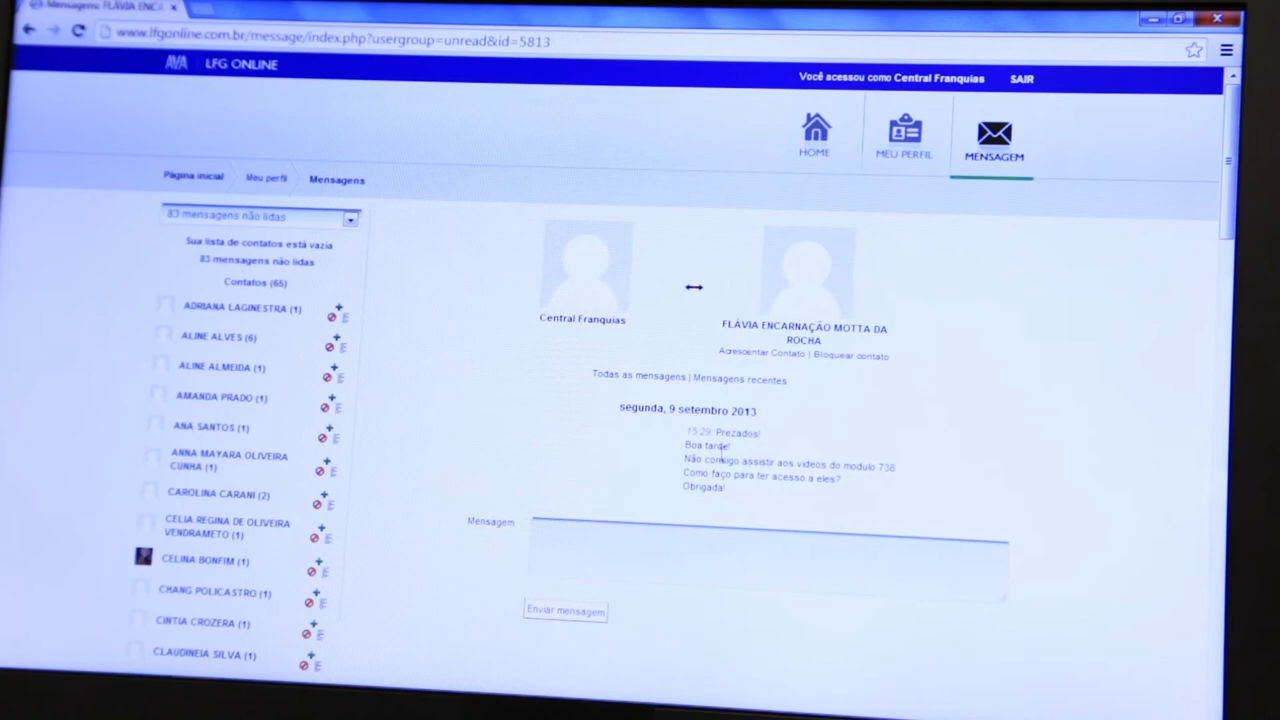 Mensagens FLÁVIA ENCA
www.lfgonline.com.br/message/index.php?usergroup=unread&id=5813
AVA LFG ONLINE
Você acessou como Central Franquias SAIR
HOME
MEU PERFIL
MENSAGEM
Página inicial
Meu perfil
Mensagens
83 mensagens não lidas
Sua lista de contatos está vazia
83 mensagens não lidas
Contatos (65)
ADRIANA LAGINESTRA (1)
ALINE ALVES (6)
ALINE ALMEIDA (1)
AMANDA PRADO (1)
ANA SANTOS (1)
ANNA MAYARA OLIVEIRA
CUNHA (1)
CAROLINA CARANI (2)
CELIA REGINA DE OLIVEIRA
VENDRAMETO (1)
CELINA BONFIM (1)
CHANG POLICASTRO (1)
CINTIA CROZERA (1)
CLAUDINEIA SILVA (1)
Central Franquias
FLÁVIA ENCARNAÇÃO MOTTA DA
ROCHA
Acrescentar Contato | Bloquear contato
Todas as mensagens | Mensagens recentes
segunda, 9 setembro 2013
15:29: Prezados!
Boa tarde!
Não consigo assistir aos videos do modulo 738
Como faço para ter acesso a eles?
Obrigada!
Mensagem
Enviar mensagem